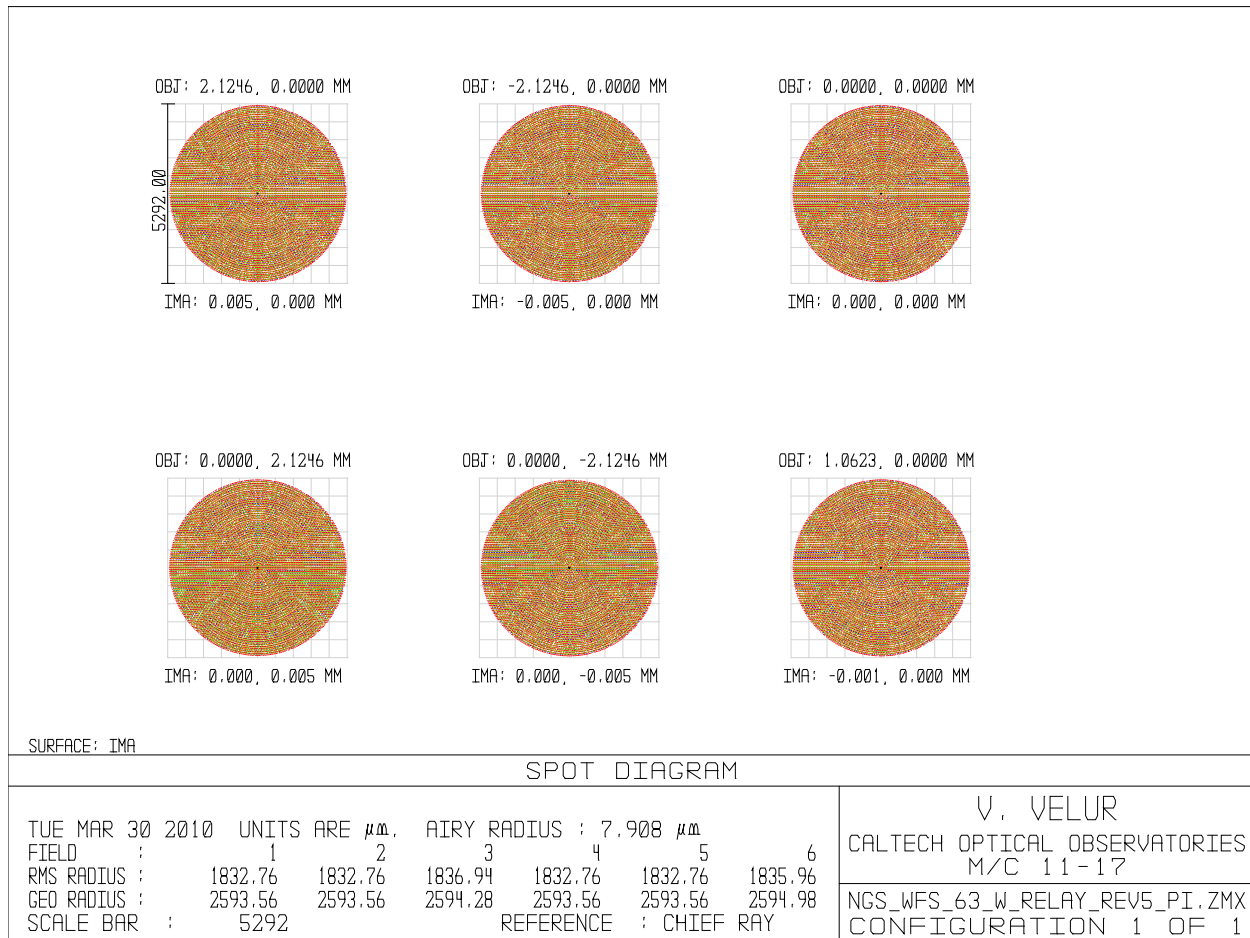 OBJ: 2.1246, 0.0000 MM
OBJ: -2.1246, 0.0000 MM
OBJ: 0.0000, 0.0000 MM
5292.00
IMA: 0.005, 0.000 MM
IMA: -0.005, 0.000 MM
IMA: 0.000, 0.000 MM
OBJ: 0.0000, 2.1246 MM
OBJ: 0.0000, -2.1246 MM
OBJ: 1.0623, 0.0000 MM
IMA: 0.000, 0.005 MM
IMA: 0.000, -0.005 MM
IMA: -0.001, 0.000 MM
SURFACE: IMA
SPOT DIAGRAM
TUE MAR 30 2010 UNITS ARE µm. AIRY RADIUS : 7.908 µm
FIELD : 1 2 3 4 5 6
RMS RADIUS : 1832.76 1832.76 1836.94 1832.76 1832.76 1835.96
GEO RADIUS : 2593.56 2593.56 2594.28 2593.56 2593.56 2594.98
SCALE BAR : 5292 REFERENCE : CHIEF RAY
V. VELUR
CALTECH OPTICAL OBSERVATORIES
M/C 11-17
NGS_WFS_63_W_RELAY_REV5_PI.ZMX
CONFIGURATION 1 OF 1